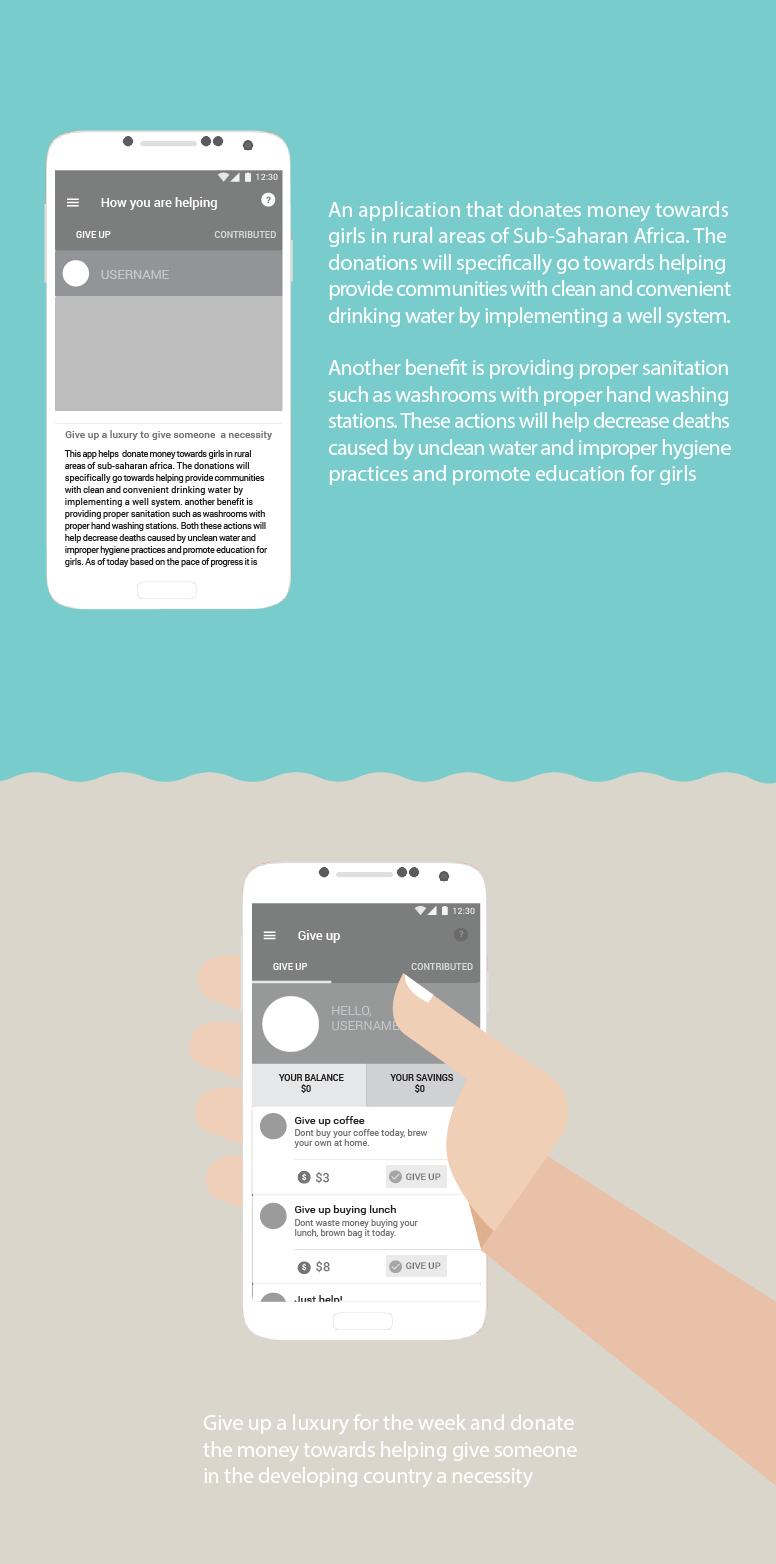 12:30
How you are helping
?
GIVE UP CONTRIBUTED
USERNAME
Give up a luxury to give someone a necessity
This app helps donate money towards girls in rural
areas of sub-saharan africa. The donations will
specifically go towards helping provide communities
with clean and convenient drinking water by
implementing a well system. another benefit is
providing proper sanitation such as washrooms with
proper hand washing stations. Both these actions will
help decrease deaths caused by unclean water and
improper hygiene practices and promote education for
girls. As of today based on the pace of progress it is
An application that donates money towards
girls in rural areas of Sub-Saharan Africa. The
donations will specifically go towards helping
provide communities with clean and convenient
drinking water by implementing a well system.
Another benefit is providing proper sanitation
such as washrooms with proper hand washing
stations. These actions will help decrease deaths
caused by unclean water and improper hygiene
practices and promote education for girls
12:30
Give up
?
GIVE UP CONTRIBUTED
HELLO,
USERNAME
YOUR BALANCE
$0
YOUR SAVINGS
$0
Give up coffee
Dont buy your coffee today, brew
your own at home.
$ $3 GIVE UP
Give up buying lunch
Dont waste money buying your
lunch, brown bag it today.
$ $8 GIVE UP
Just help!
Give up a luxury for the week and donate
the money towards helping give someone
in the developing country a necessity